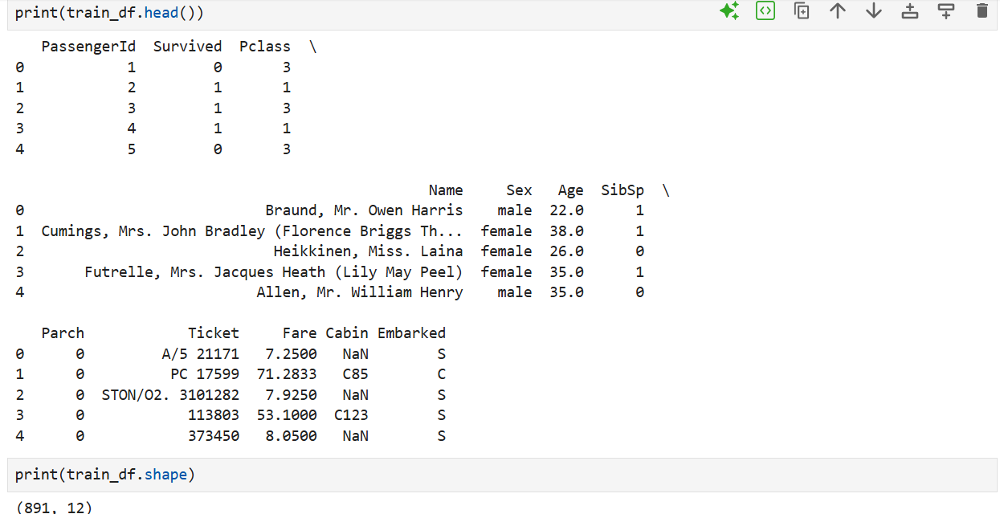 print(train_df.head())
   PassengerId  Survived  Pclass  \
0            1         0       3
1            2         1       1
2            3         1       3
3            4         1       1
4            5         0       3
                                                Name     Sex   Age  SibSp  \
0                            Braund, Mr. Owen Harris    male  22.0      1
1  Cumings, Mrs. John Bradley (Florence Briggs Th...  female  38.0      1
2                             Heikkinen, Miss. Laina  female  26.0      0
3       Futrelle, Mrs. Jacques Heath (Lily May Peel)  female  35.0      1
4                           Allen, Mr. William Henry    male  35.0      0
   Parch            Ticket     Fare Cabin Embarked
0      0         A/5 21171   7.2500   NaN        S
1      0          PC 17599  71.2833   C85        C
2      0  STON/O2. 3101282   7.9250   NaN        S
3      0            113803  53.1000  C123        S
4      0            373450   8.0500   NaN        S
print(train_df.shape)
(891, 12)